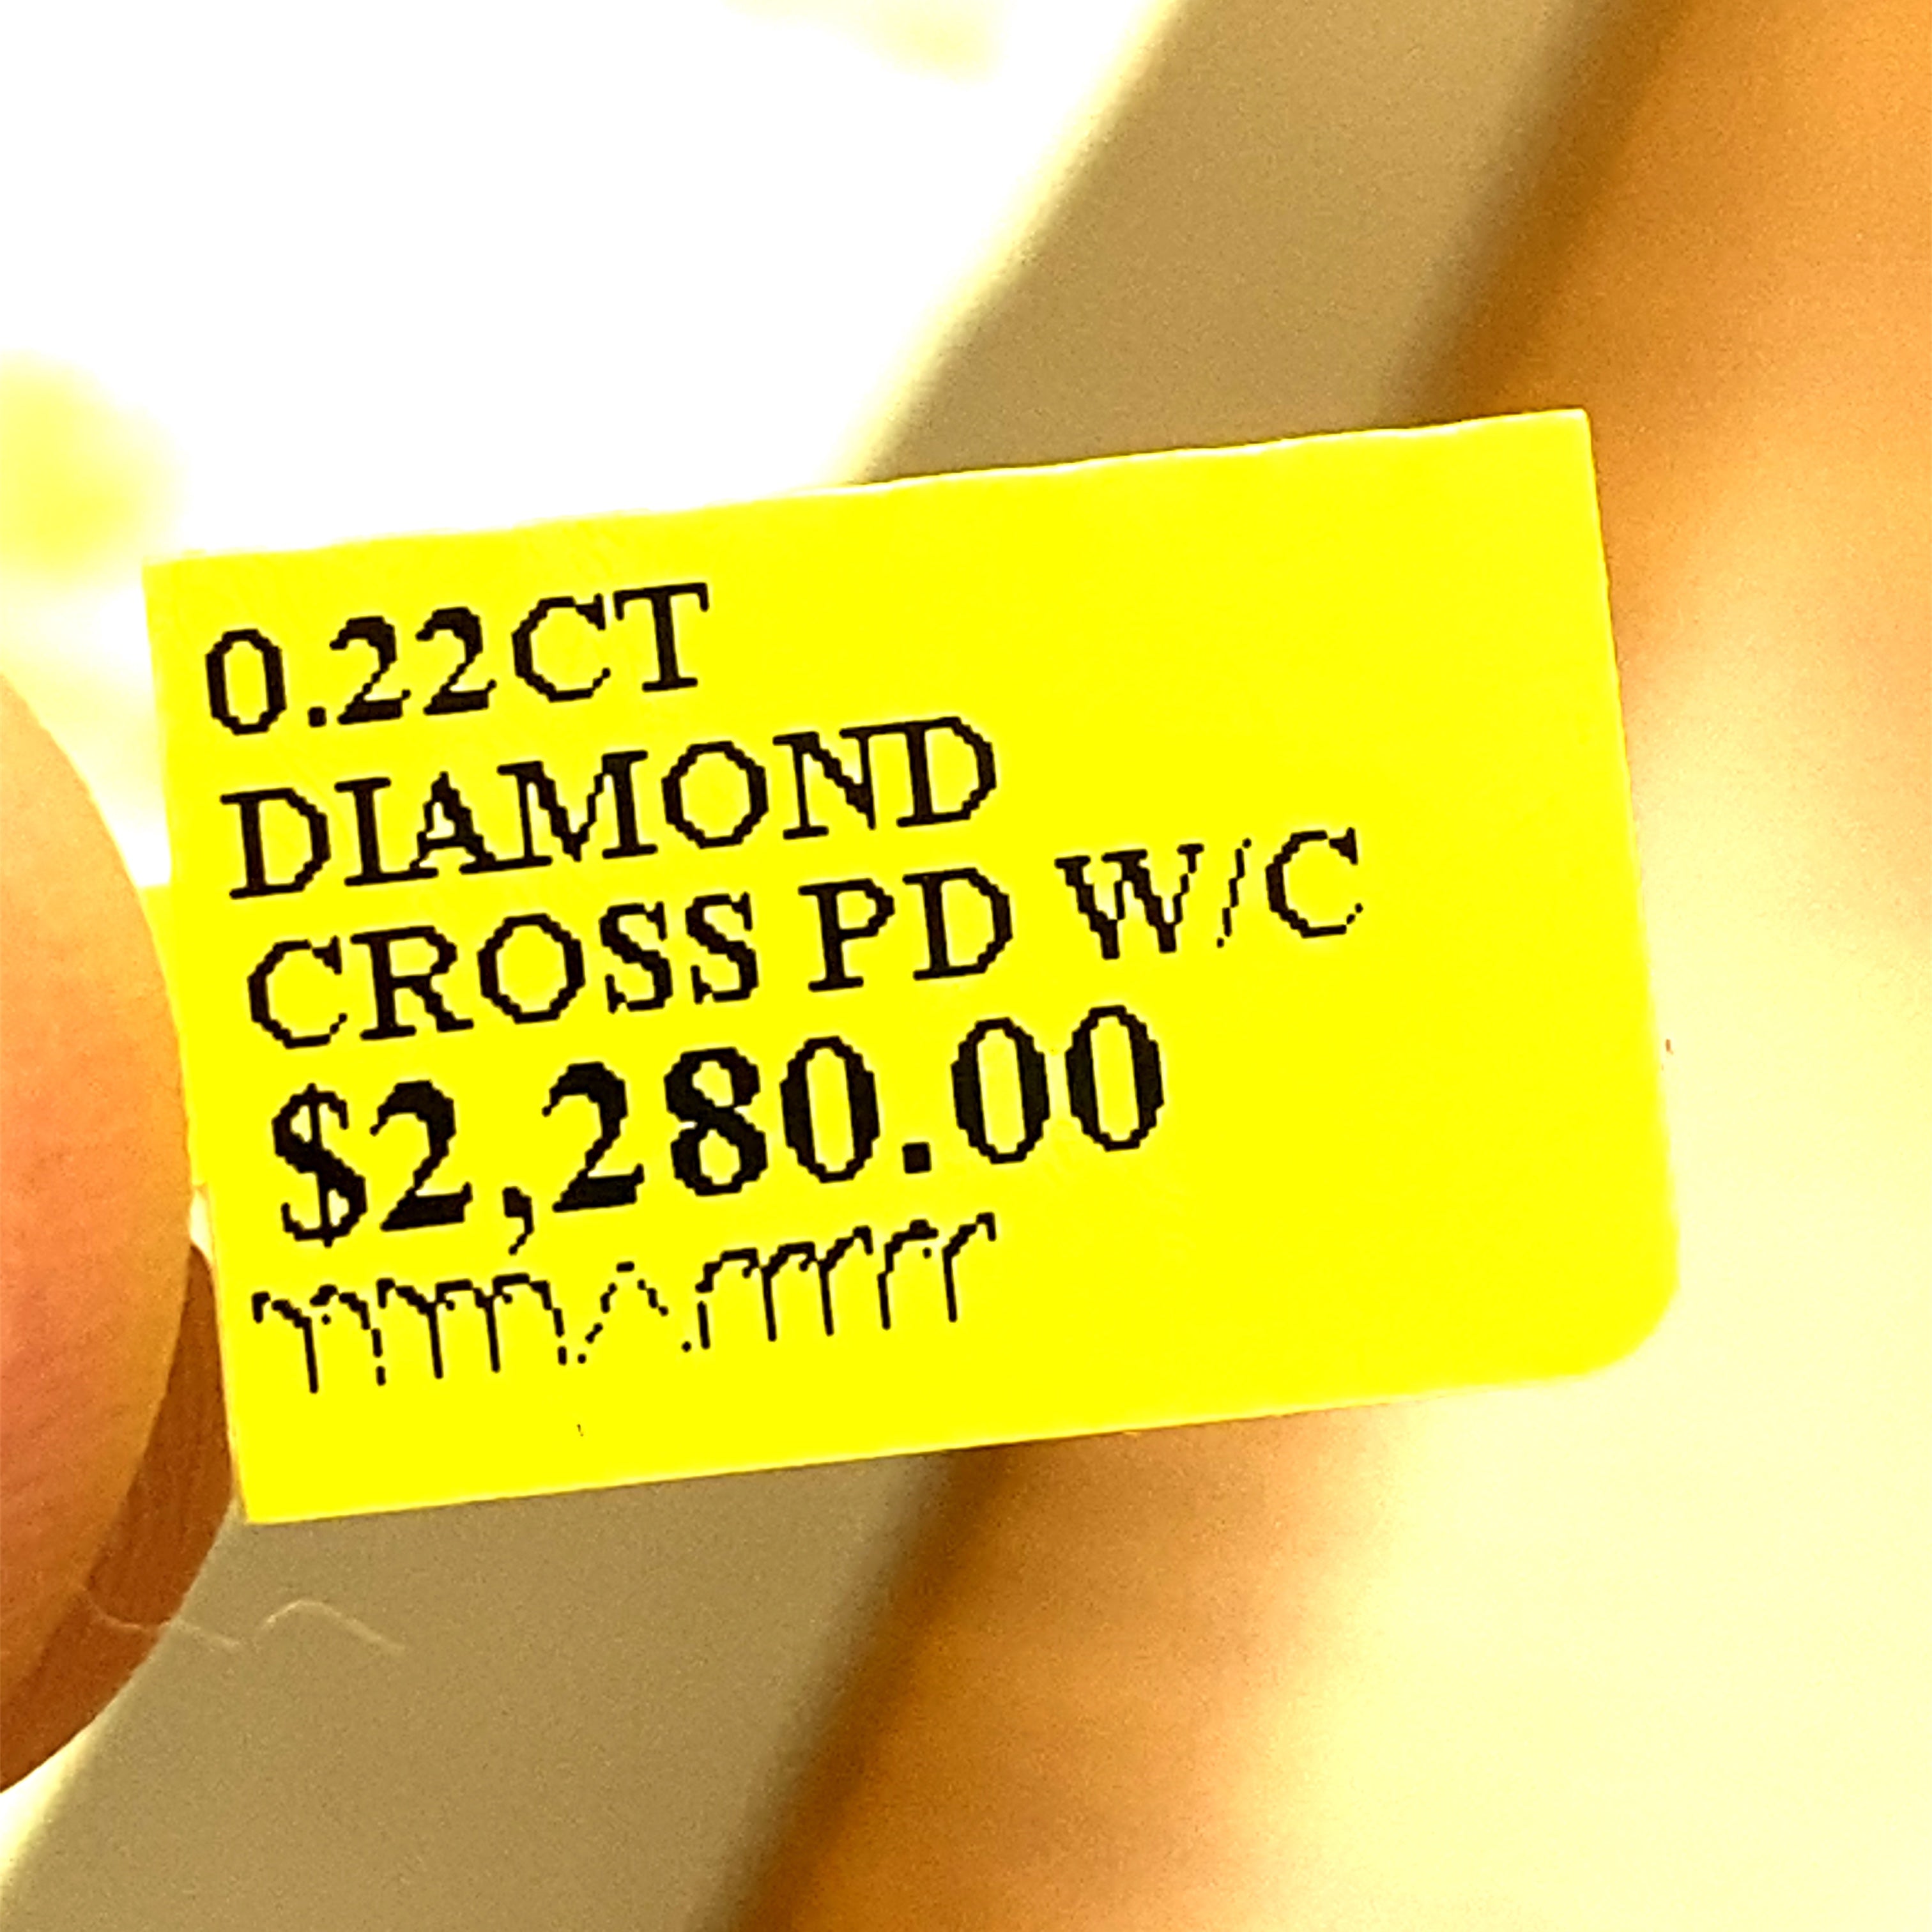 0.22CT
DIAMOND
CROSS PD W/C
$2,280.00